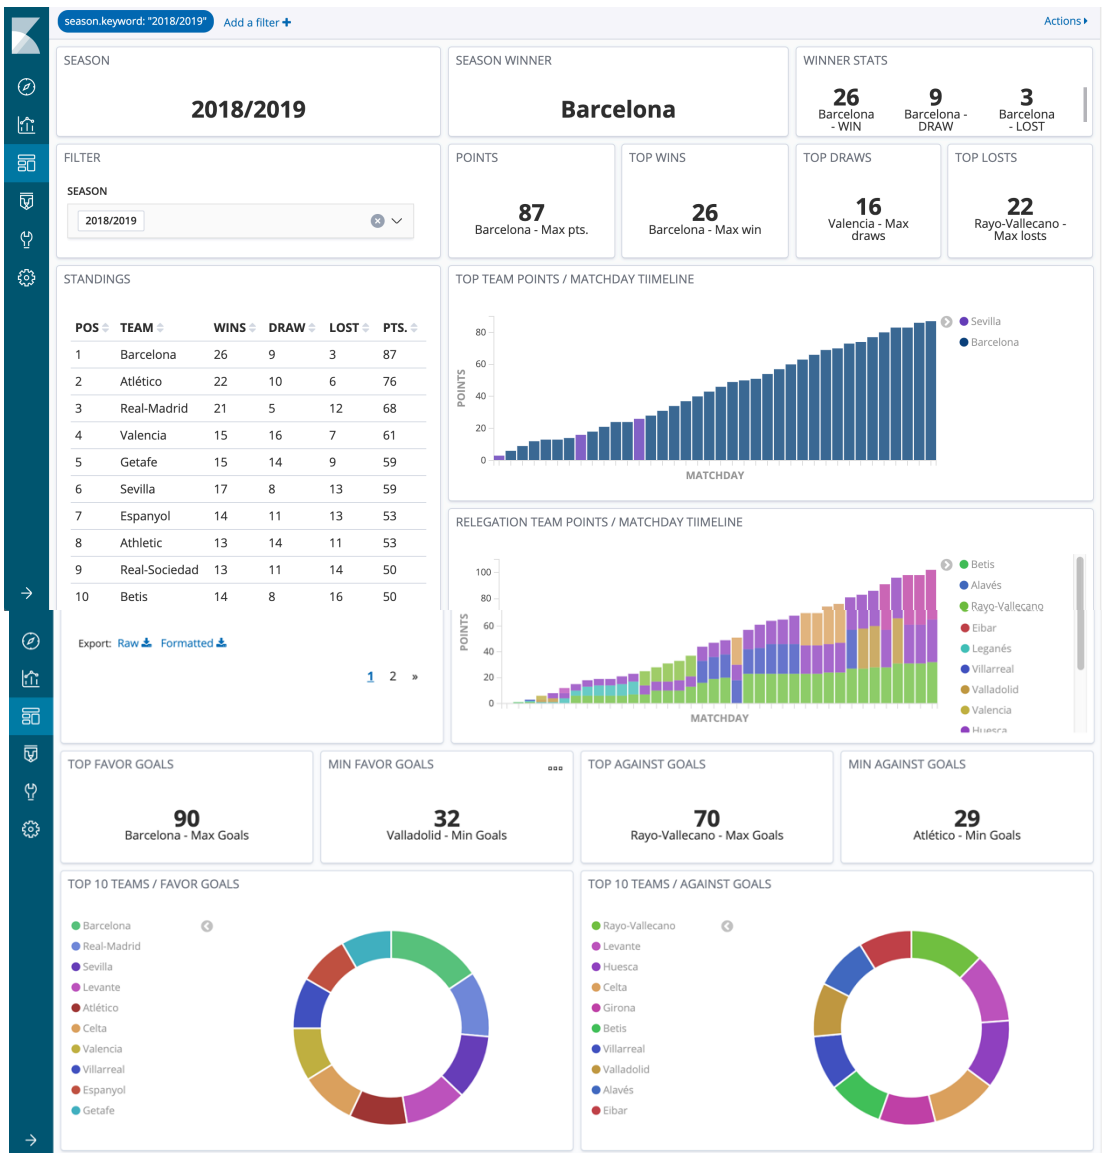 season.keyword: "2018/2019"
Add a filter
Actions
SEASON
2018/2019
SEASON WINNER
Barcelona
WINNER STATS
26
Barcelona
- WIN
9
Barcelona -
DRAW
3
Barcelona
- LOST
FILTER
SEASON
2018/2019
POINTS
87
Barcelona - Max pts.
TOP WINS
26
Barcelona - Max win
TOP DRAWS
16
Valencia - Max
draws
TOP LOSTS
22
Rayo-Vallecano -
Max losts
STANDINGS
POS TEAM WINS DRAW LOST PTS.
1 Barcelona 26 9 3 87
2 Atlético 22 10 6 76
3 Real-Madrid 21 5 12 68
4 Valencia 15 16 7 61
5 Getafe 15 14 9 59
6 Sevilla 17 8 13 59
7 Espanyol 14 11 13 53
8 Athletic 13 14 11 53
9 Real-Sociedad 13 11 14 50
10 Betis 14 8 16 50
Export: Raw Formatted
1 2 »
TOP TEAM POINTS / MATCHDAY TIIMELINE
80
60
40
20
0
POINTS
MATCHDAY
Sevilla
Barcelona
RELEGATION TEAM POINTS / MATCHDAY TIIMELINE
100
80
60
40
20
0
POINTS
MATCHDAY
Betis
Alavés
Rayo-Vallecano
Eibar
Leganés
Villarreal
Valladolid
Valencia
Huesca
TOP FAVOR GOALS
90
Barcelona - Max Goals
MIN FAVOR GOALS
32
Valladolid - Min Goals
TOP AGAINST GOALS
70
Rayo-Vallecano - Max Goals
MIN AGAINST GOALS
29
Atlético - Min Goals
TOP 10 TEAMS / FAVOR GOALS
Barcelona
Real-Madrid
Sevilla
Levante
Atlético
Celta
Valencia
Villarreal
Espanyol
Getafe
TOP 10 TEAMS / AGAINST GOALS
Rayo-Vallecano
Levante
Huesca
Celta
Girona
Betis
Villarreal
Valladolid
Alavés
Eibar